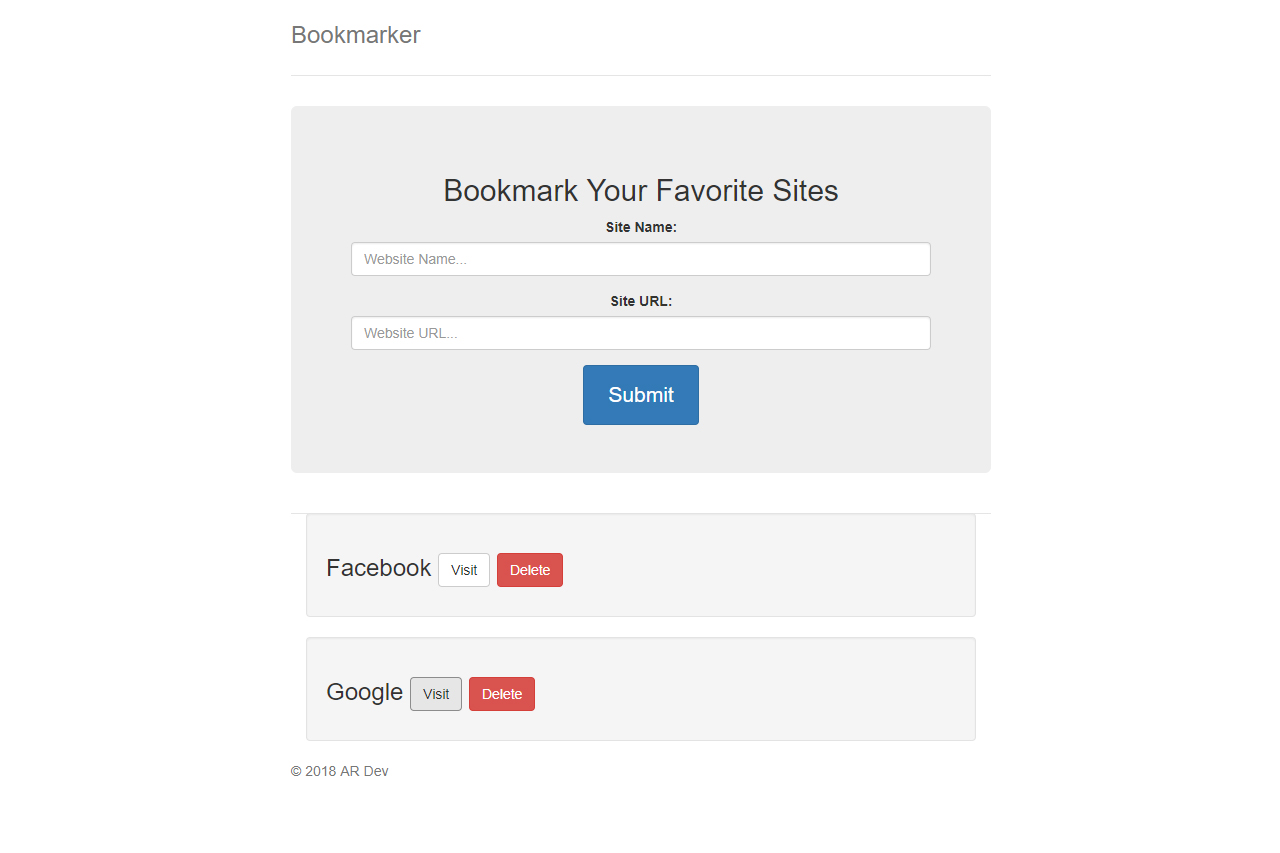 Bookmarker
Bookmark Your Favorite Sites
Site Name:
Website Name...
Site URL:
Website URL...
Submit
Facebook Visit Delete
Google Visit Delete
© 2018 AR Dev